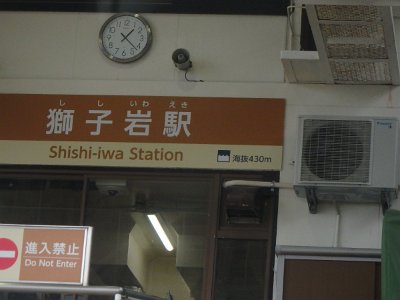 しし いわ えき
獅子岩駅
Shishi-iwa Station
海抜430m
進入禁止
Do Not Enter
DAIKIN